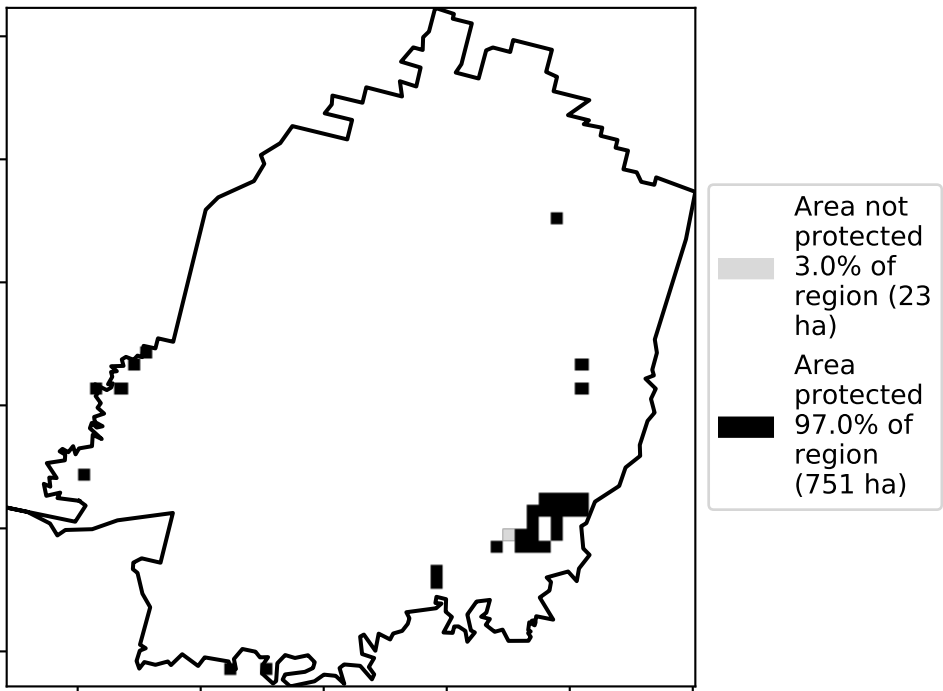 Area not
protected
3.0% of
region (23
ha)
Area
protected
97.0% of
region
(751 ha)